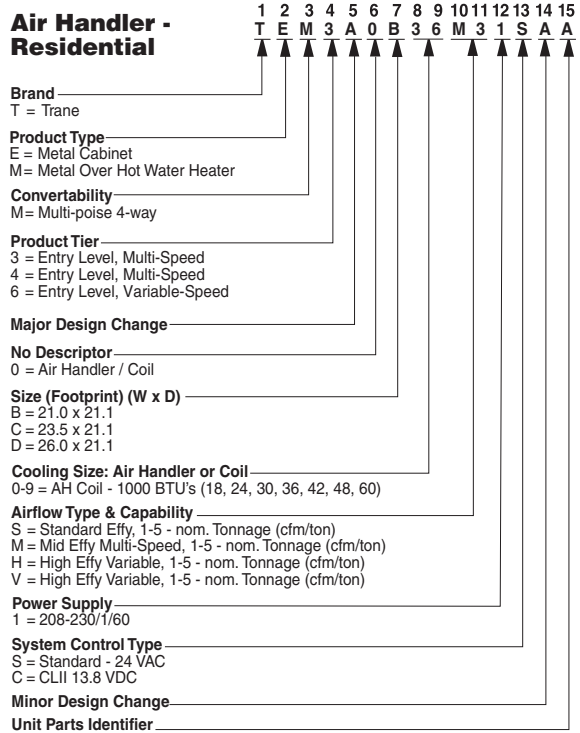 Air Handler -
Residential
1 2 3 4 5 6 7 8 9 10 11 12 13 14 15
T E M 3 A 0 B 3 6 M 3 1 S A A
Brand
T = Trane
Product Type
E = Metal Cabinet
M= Metal Over Hot Water Heater
Convertability
M= Multi-poise 4-way
Product Tier
3 = Entry Level, Multi-Speed
4 = Entry Level, Multi-Speed
6 = Entry Level, Variable-Speed
Major Design Change
No Descriptor
0 = Air Handler / Coil
Size (Footprint) (W x D)
B = 21.0 x 21.1
C = 23.5 x 21.1
D = 26.0 x 21.1
Cooling Size: Air Handler or Coil
0-9 = AH Coil - 1000 BTU's (18, 24, 30, 36, 42, 48, 60)
Airflow Type & Capability
S = Standard Effy, 1-5 - nom. Tonnage (cfm/ton)
M = Mid Effy Multi-Speed, 1-5 - nom. Tonnage (cfm/ton)
H = High Effy Variable, 1-5 - nom. Tonnage (cfm/ton)
V = High Effy Variable, 1-5 - nom. Tonnage (cfm/ton)
Power Supply
1 = 208-230/1/60
System Control Type
S = Standard - 24 VAC
C = CLII 13.8 VDC
Minor Design Change
Unit Parts Identifier